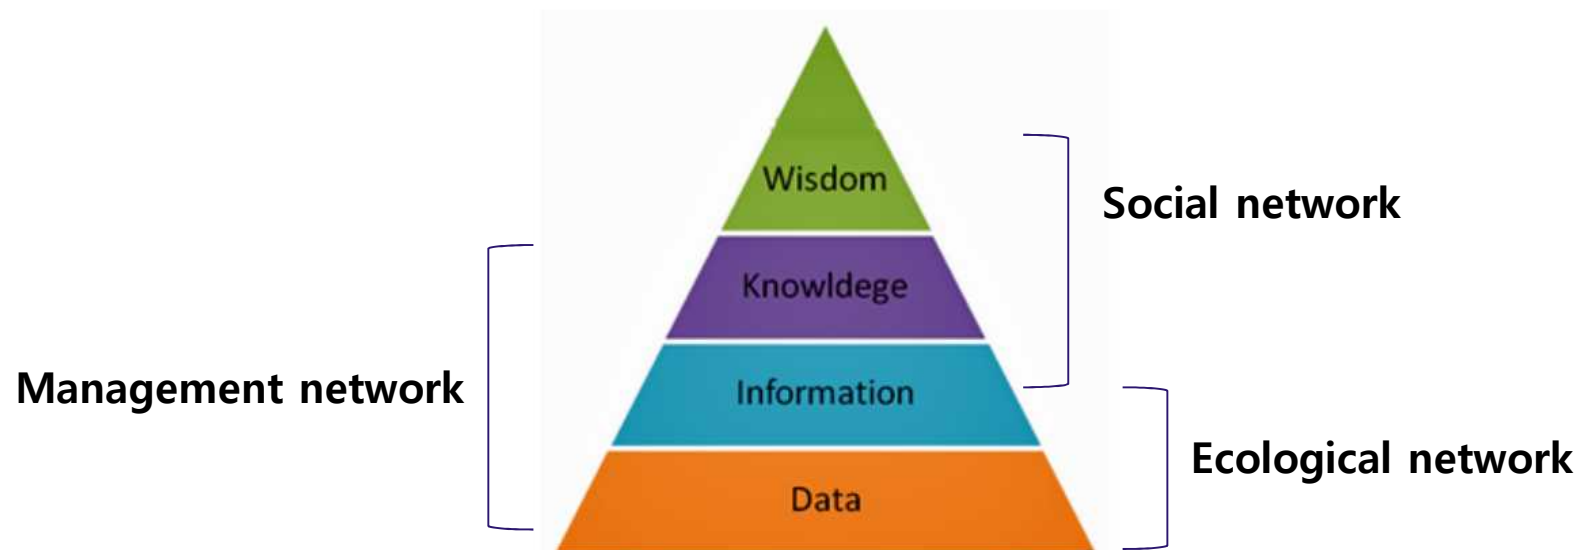 Wisdom
Social network
Knowldege
Management network
Information
Ecological network
Data